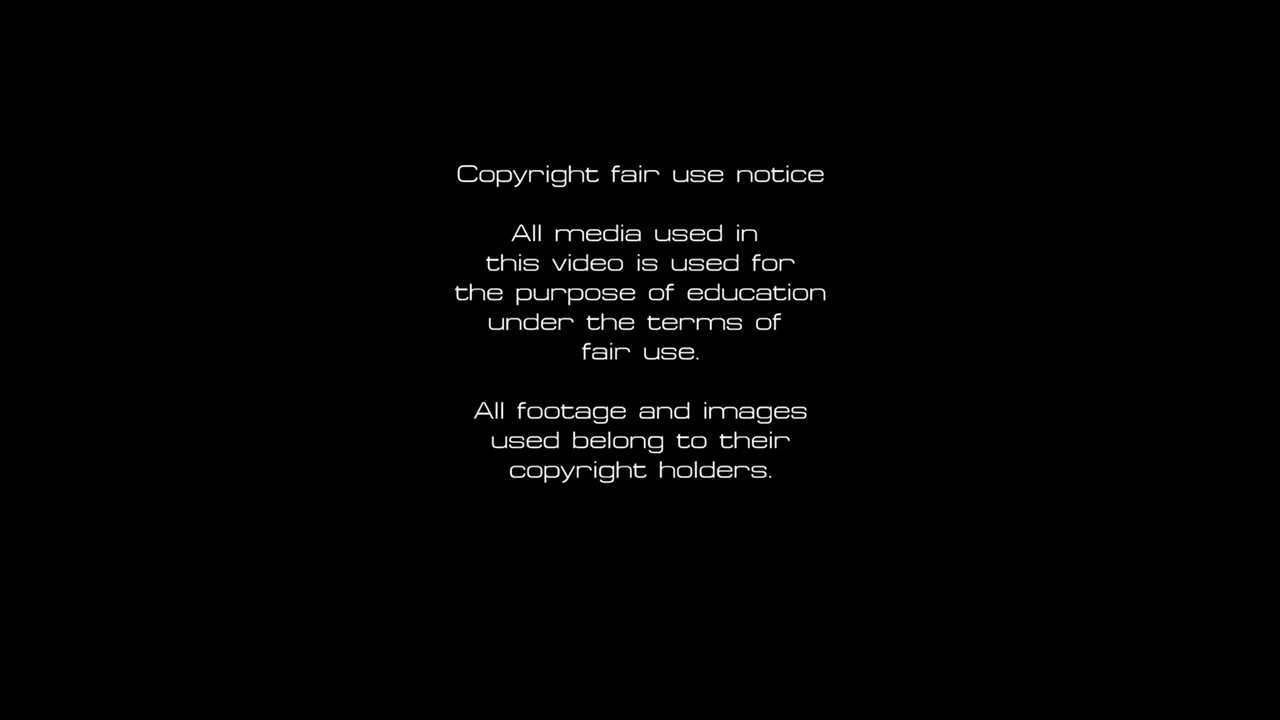 Copyright fair use notice
All media used in
this video is used for
the purpose of education
under the terms of
fair use.
All footage and images
used belong to their
copyright holders.